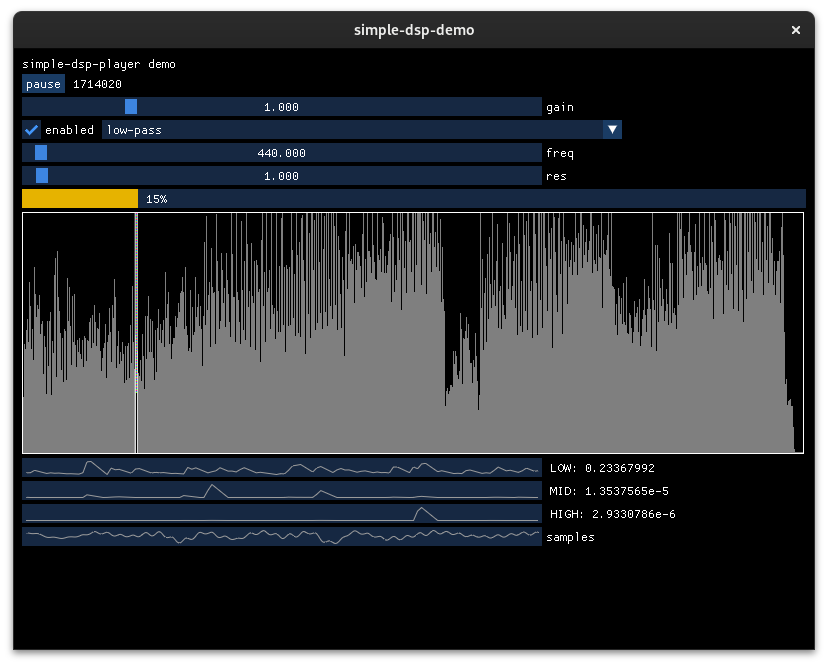 simple-dsp-demo
simple-dsp-player demo
pause 1714020
1.000 gain
enabled low-pass
440.000 freq
1.000 res
15%
LOW: 0.23367992
MID: 1.3537565e-5
HIGH: 2.9330786e-6
samples